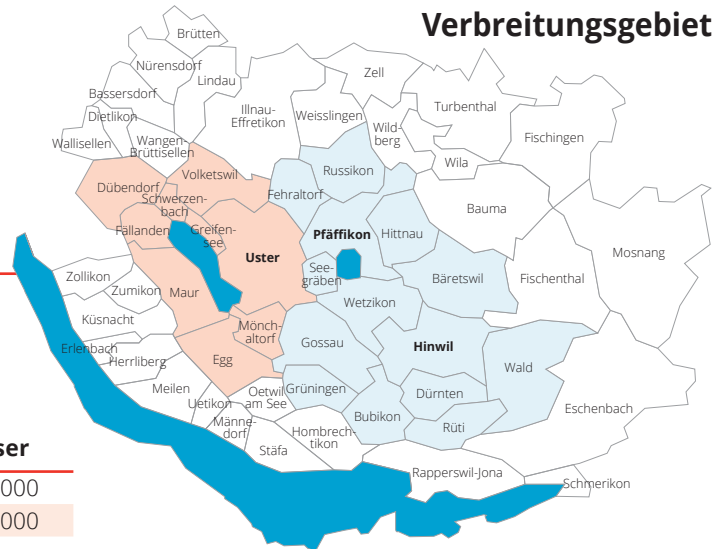 Verbreitungsgebiet
Brütten
Nürensdorf
Lindau
Zell
Bassersdorf
Turbenthal
Dietlikon
Illnau-
Effretikon
Weisslingen
Wild-
berg
Fischingen
Wallisellen
Wangen-
Brüttisellen
Wila
Volketswil
Russikon
Dübendorf
Fehraltorf
Schwerzen-
bach
Bauma
Fällanden
Greifen-
see
Pfäffikon
Hittnau
Mosnang
Uster
See-
gräben
Zollikon
Bäretswil
Fischenthal
Zumikon
Maur
Wetzikon
Küsnacht
Mönch-
altorf
Gossau
Hinwil
Erlenbach
Herrliberg
Egg
Wald
Meilen
Oetwil
am See
Grüningen
Dürnten
Uetikon
Eschenbach
Männe-
dorf
Bubikon
Rüti
Hombrech-
tikon
Stäfa
ser
Rapperswil-Jona
Schmerikon
000
000